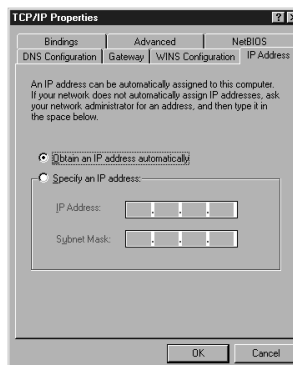 TCP/IP Properties
Bindings Advanced NetBIOS
DNS Configuration Gateway WINS Configuration IP Address
An IP address can be automatically assigned to this computer.
If your network does not automatically assign IP addresses, ask
your network administrator for an address, and then type it in
the space below.
Obtain an IP address automatically
Specify an IP address:
IP Address:
Subnet Mask:
OK Cancel